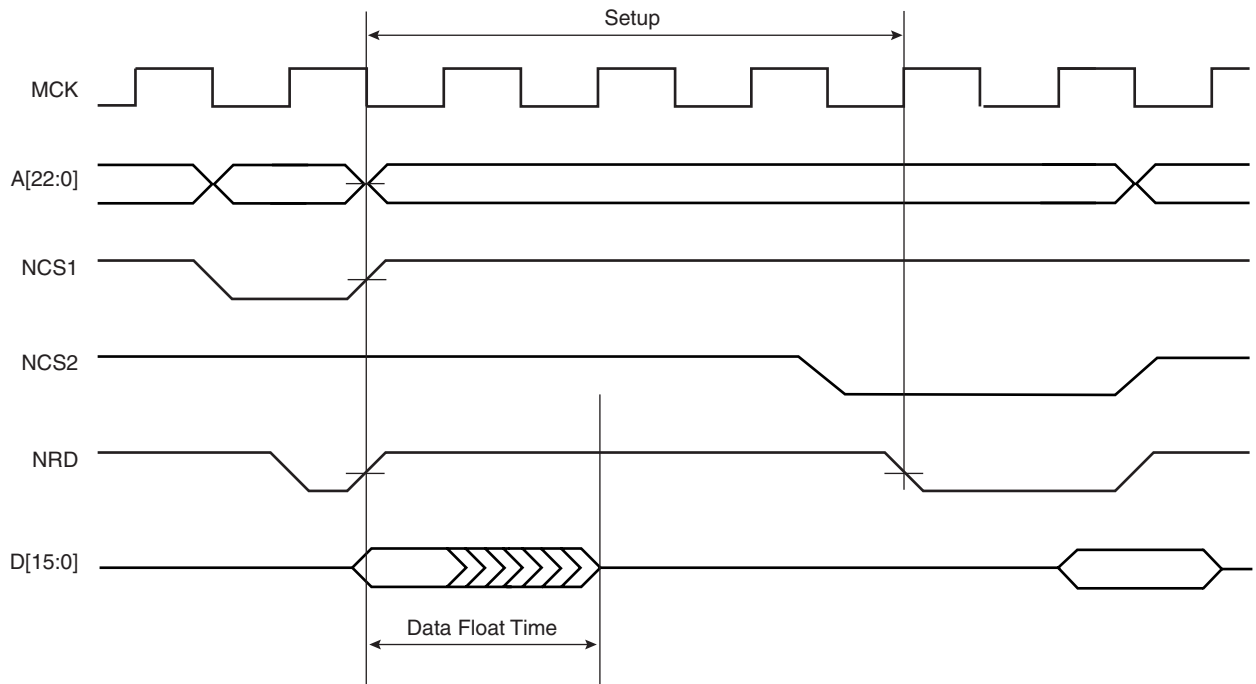 Setup
MCK
A[22:0]
NCS1
NCS2
NRD
D[15:0]
Data Float Time